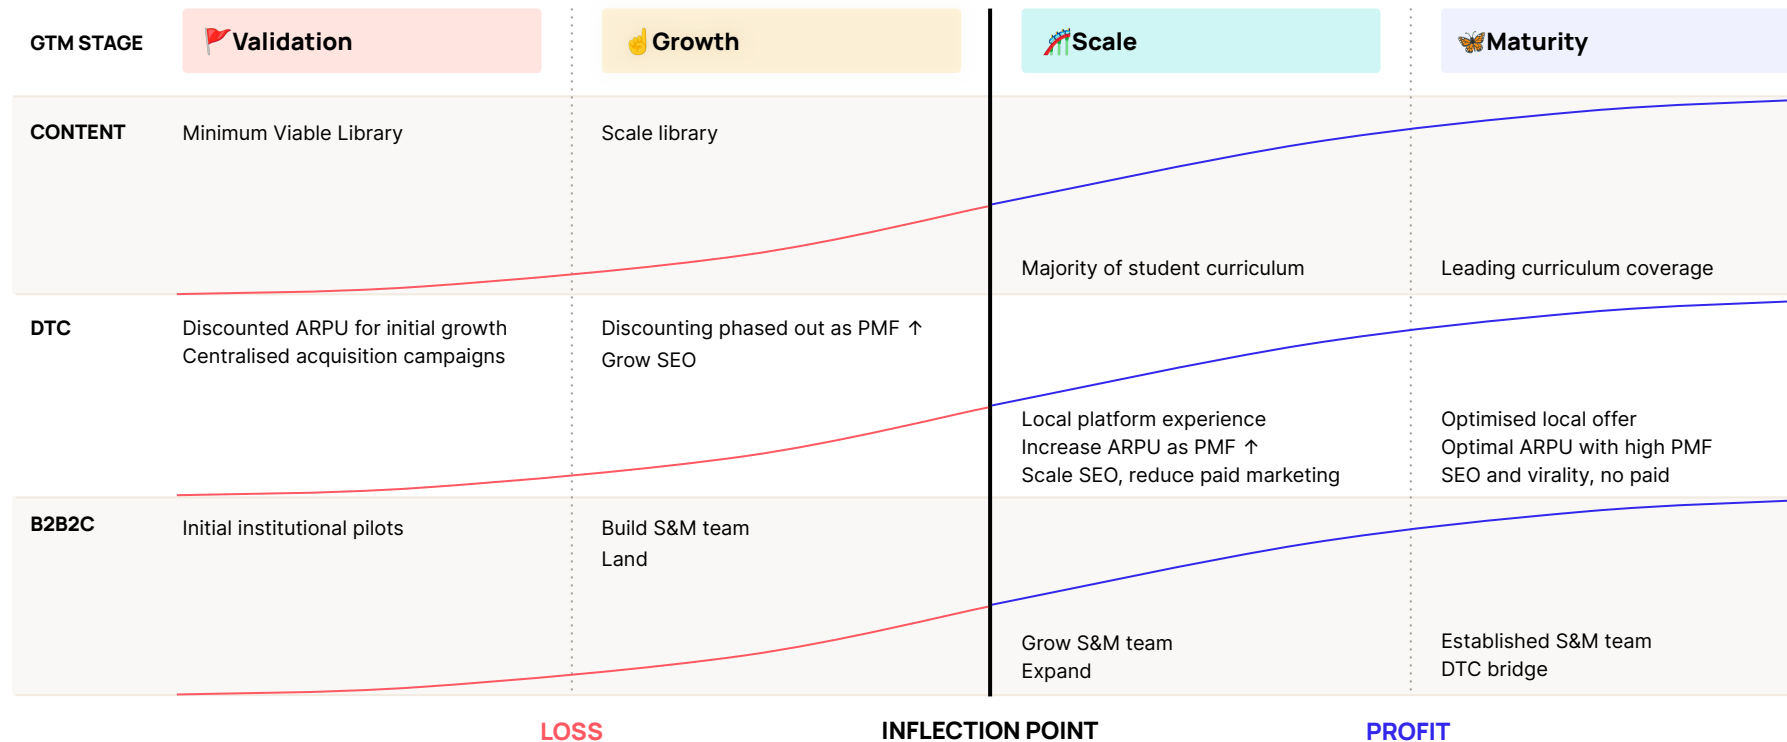 GTM STAGE
Validation
Growth
Scale
Maturity
CONTENT
Minimum Viable Library
Scale library
Majority of student curriculum
Leading curriculum coverage
DTC
Discounted ARPU for initial growth
Centralised acquisition campaigns
Discounting phased out as PMF ↑
Grow SEO
Local platform experience
Increase ARPU as PMF ↑
Scale SEO, reduce paid marketing
Optimised local offer
Optimal ARPU with high PMF
SEO and virality, no paid
B2B2C
Initial institutional pilots
Build S&M team
Land
Grow S&M team
Expand
Established S&M team
DTC bridge
LOSS
INFLECTION POINT
PROFIT